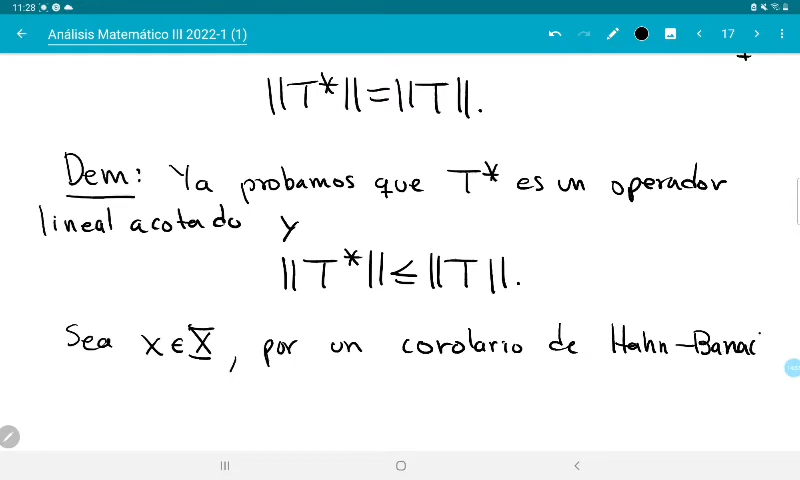 11:28
Análisis Matemático III 2022-1 (1)
17
||T*||=||T||.
Dem: Ya probamos que T* es un operador
lineal acotado y
||T*||≤||T||.
Sea x∈X, por un corolario de Hahn-Banac